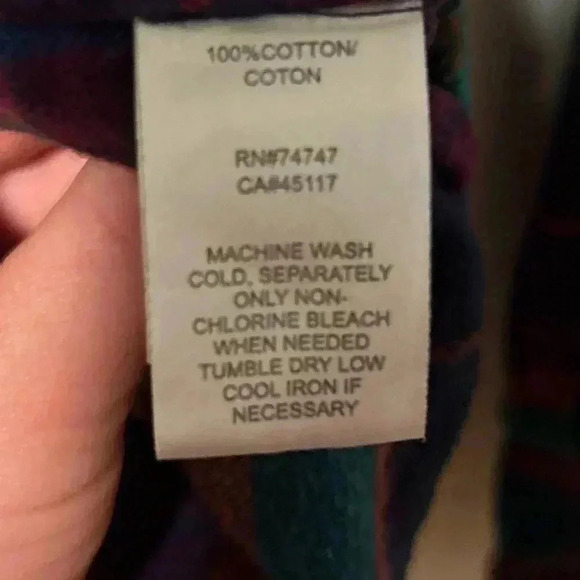 100%COTTON/
COTON
RN#74747
CA#45117
MACHINE WASH
COLD, SEPARATELY
ONLY NON-
CHLORINE BLEACH
WHEN NEEDED
TUMBLE DRY LOW
COOL IRON IF
NECESSARY